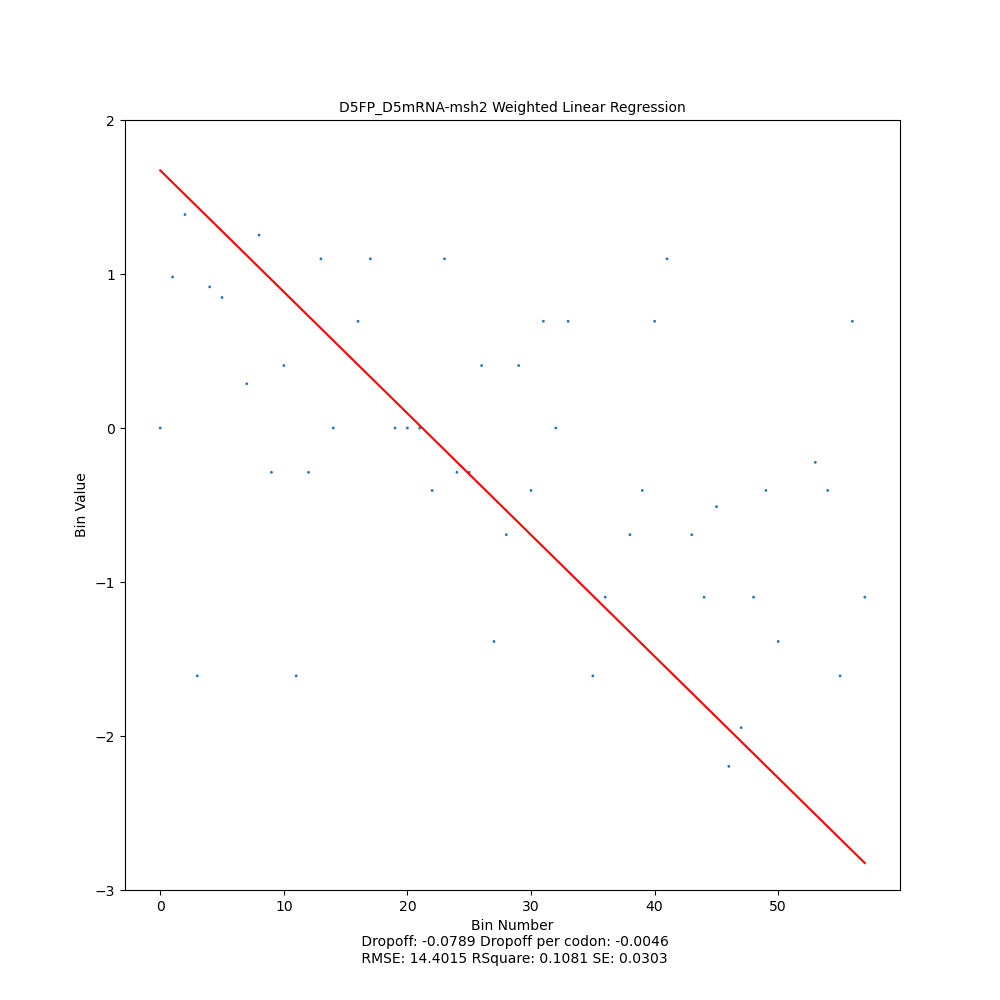 D5FP_D5mRNA-msh2 Weighted Linear Regression
2
1
0
−1
−2
−3
Bin Value
0 10 20 30 40 50
Bin Number
Dropoff: -0.0789 Dropoff per codon: -0.0046
RMSE: 14.4015 RSquare: 0.1081 SE: 0.0303